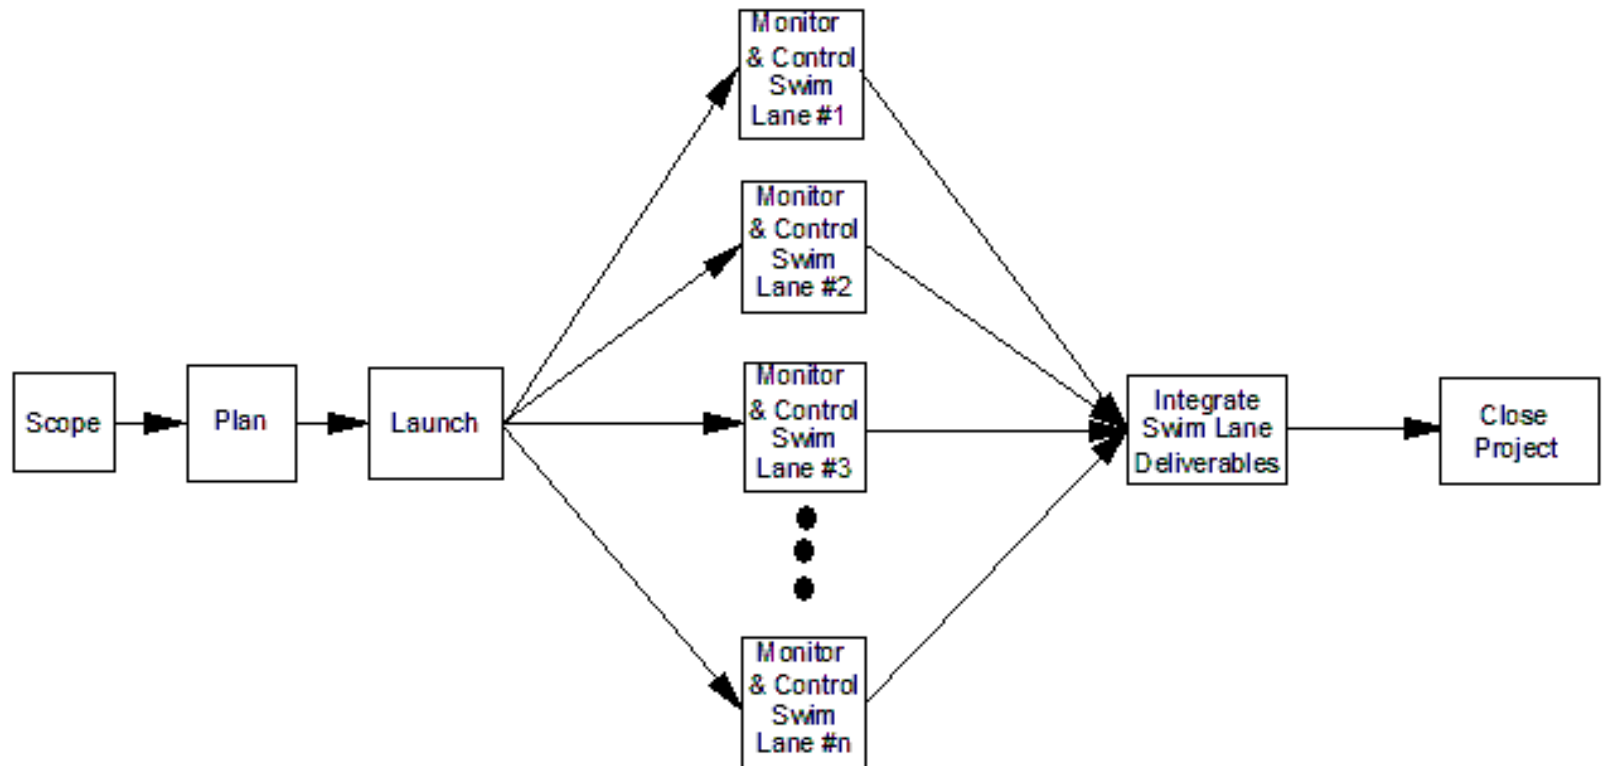 Scope
Plan
Launch
Monitor
& Control
Swim
Lane #1
Monitor
& Control
Swim
Lane #2
Monitor
& Control
Swim
Lane #3
Monitor
& Control
Swim
Lane #n
Integrate
Swim Lane
Deliverables
Close
Project